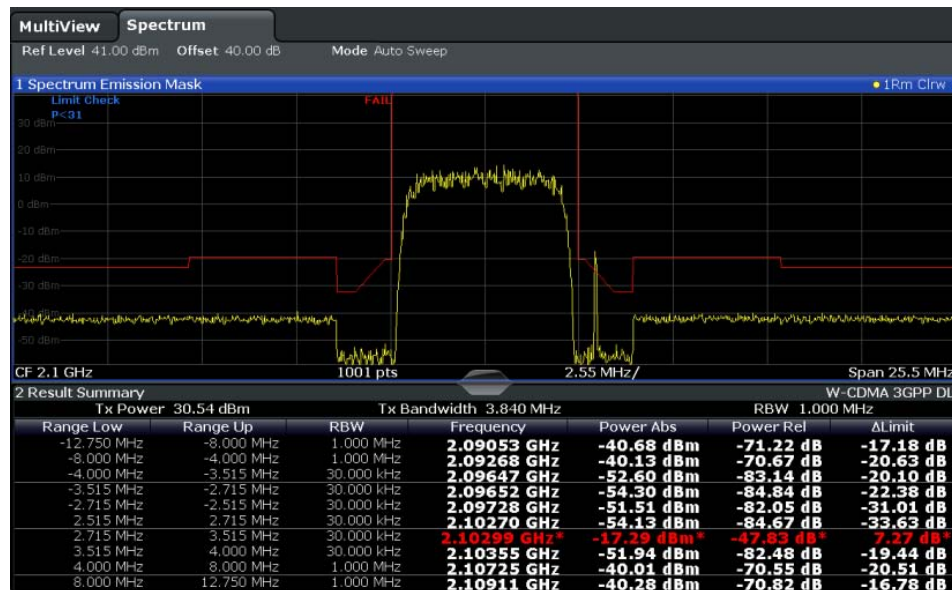 MultiView Spectrum
Ref Level 41.00 dBm Offset 40.00 dB Mode Auto Sweep
1 Spectrum Emission Mask 1Rm Clrw
Limit Check FAIL
P<31
30 dBm
20 dBm
10 dBm
0 dBm
-10 dBm
-20 dBm
-30 dBm
-40 dBm
-50 dBm
CF 2.1 GHz 1001 pts 2.55 MHz/ Span 25.5 MHz
2 Result Summary W-CDMA 3GPP DL
Tx Power 30.54 dBm Tx Bandwidth 3.840 MHz RBW 1.000 MHz
Range Low Range Up RBW Frequency Power Abs Power Rel ΔLimit
-12.750 MHz -8.000 MHz 1.000 MHz 2.09053 GHz -40.68 dBm -71.22 dB -17.18 dB
-8.000 MHz -4.000 MHz 1.000 MHz 2.09268 GHz -40.13 dBm -70.67 dB -20.63 dB
-4.000 MHz -3.515 MHz 30.000 kHz 2.09647 GHz -52.60 dBm -83.14 dB -20.10 dB
-3.515 MHz -2.715 MHz 30.000 kHz 2.09652 GHz -54.30 dBm -84.84 dB -22.38 dB
-2.715 MHz -2.515 MHz 30.000 kHz 2.09728 GHz -51.51 dBm -82.05 dB -31.01 dB
2.515 MHz 2.715 MHz 30.000 kHz 2.10270 GHz -54.13 dBm -84.67 dB -33.63 dB
2.715 MHz 3.515 MHz 30.000 kHz 2.10299 GHz* -17.29 dBm* -47.83 dB* 7.27 dB*
3.515 MHz 4.000 MHz 30.000 kHz 2.10355 GHz -51.94 dBm -82.48 dB -19.44 dB
4.000 MHz 8.000 MHz 1.000 MHz 2.10725 GHz -40.01 dBm -70.55 dB -20.51 dB
8.000 MHz 12.750 MHz 1.000 MHz 2.10911 GHz -40.28 dBm -70.82 dB -16.78 dB